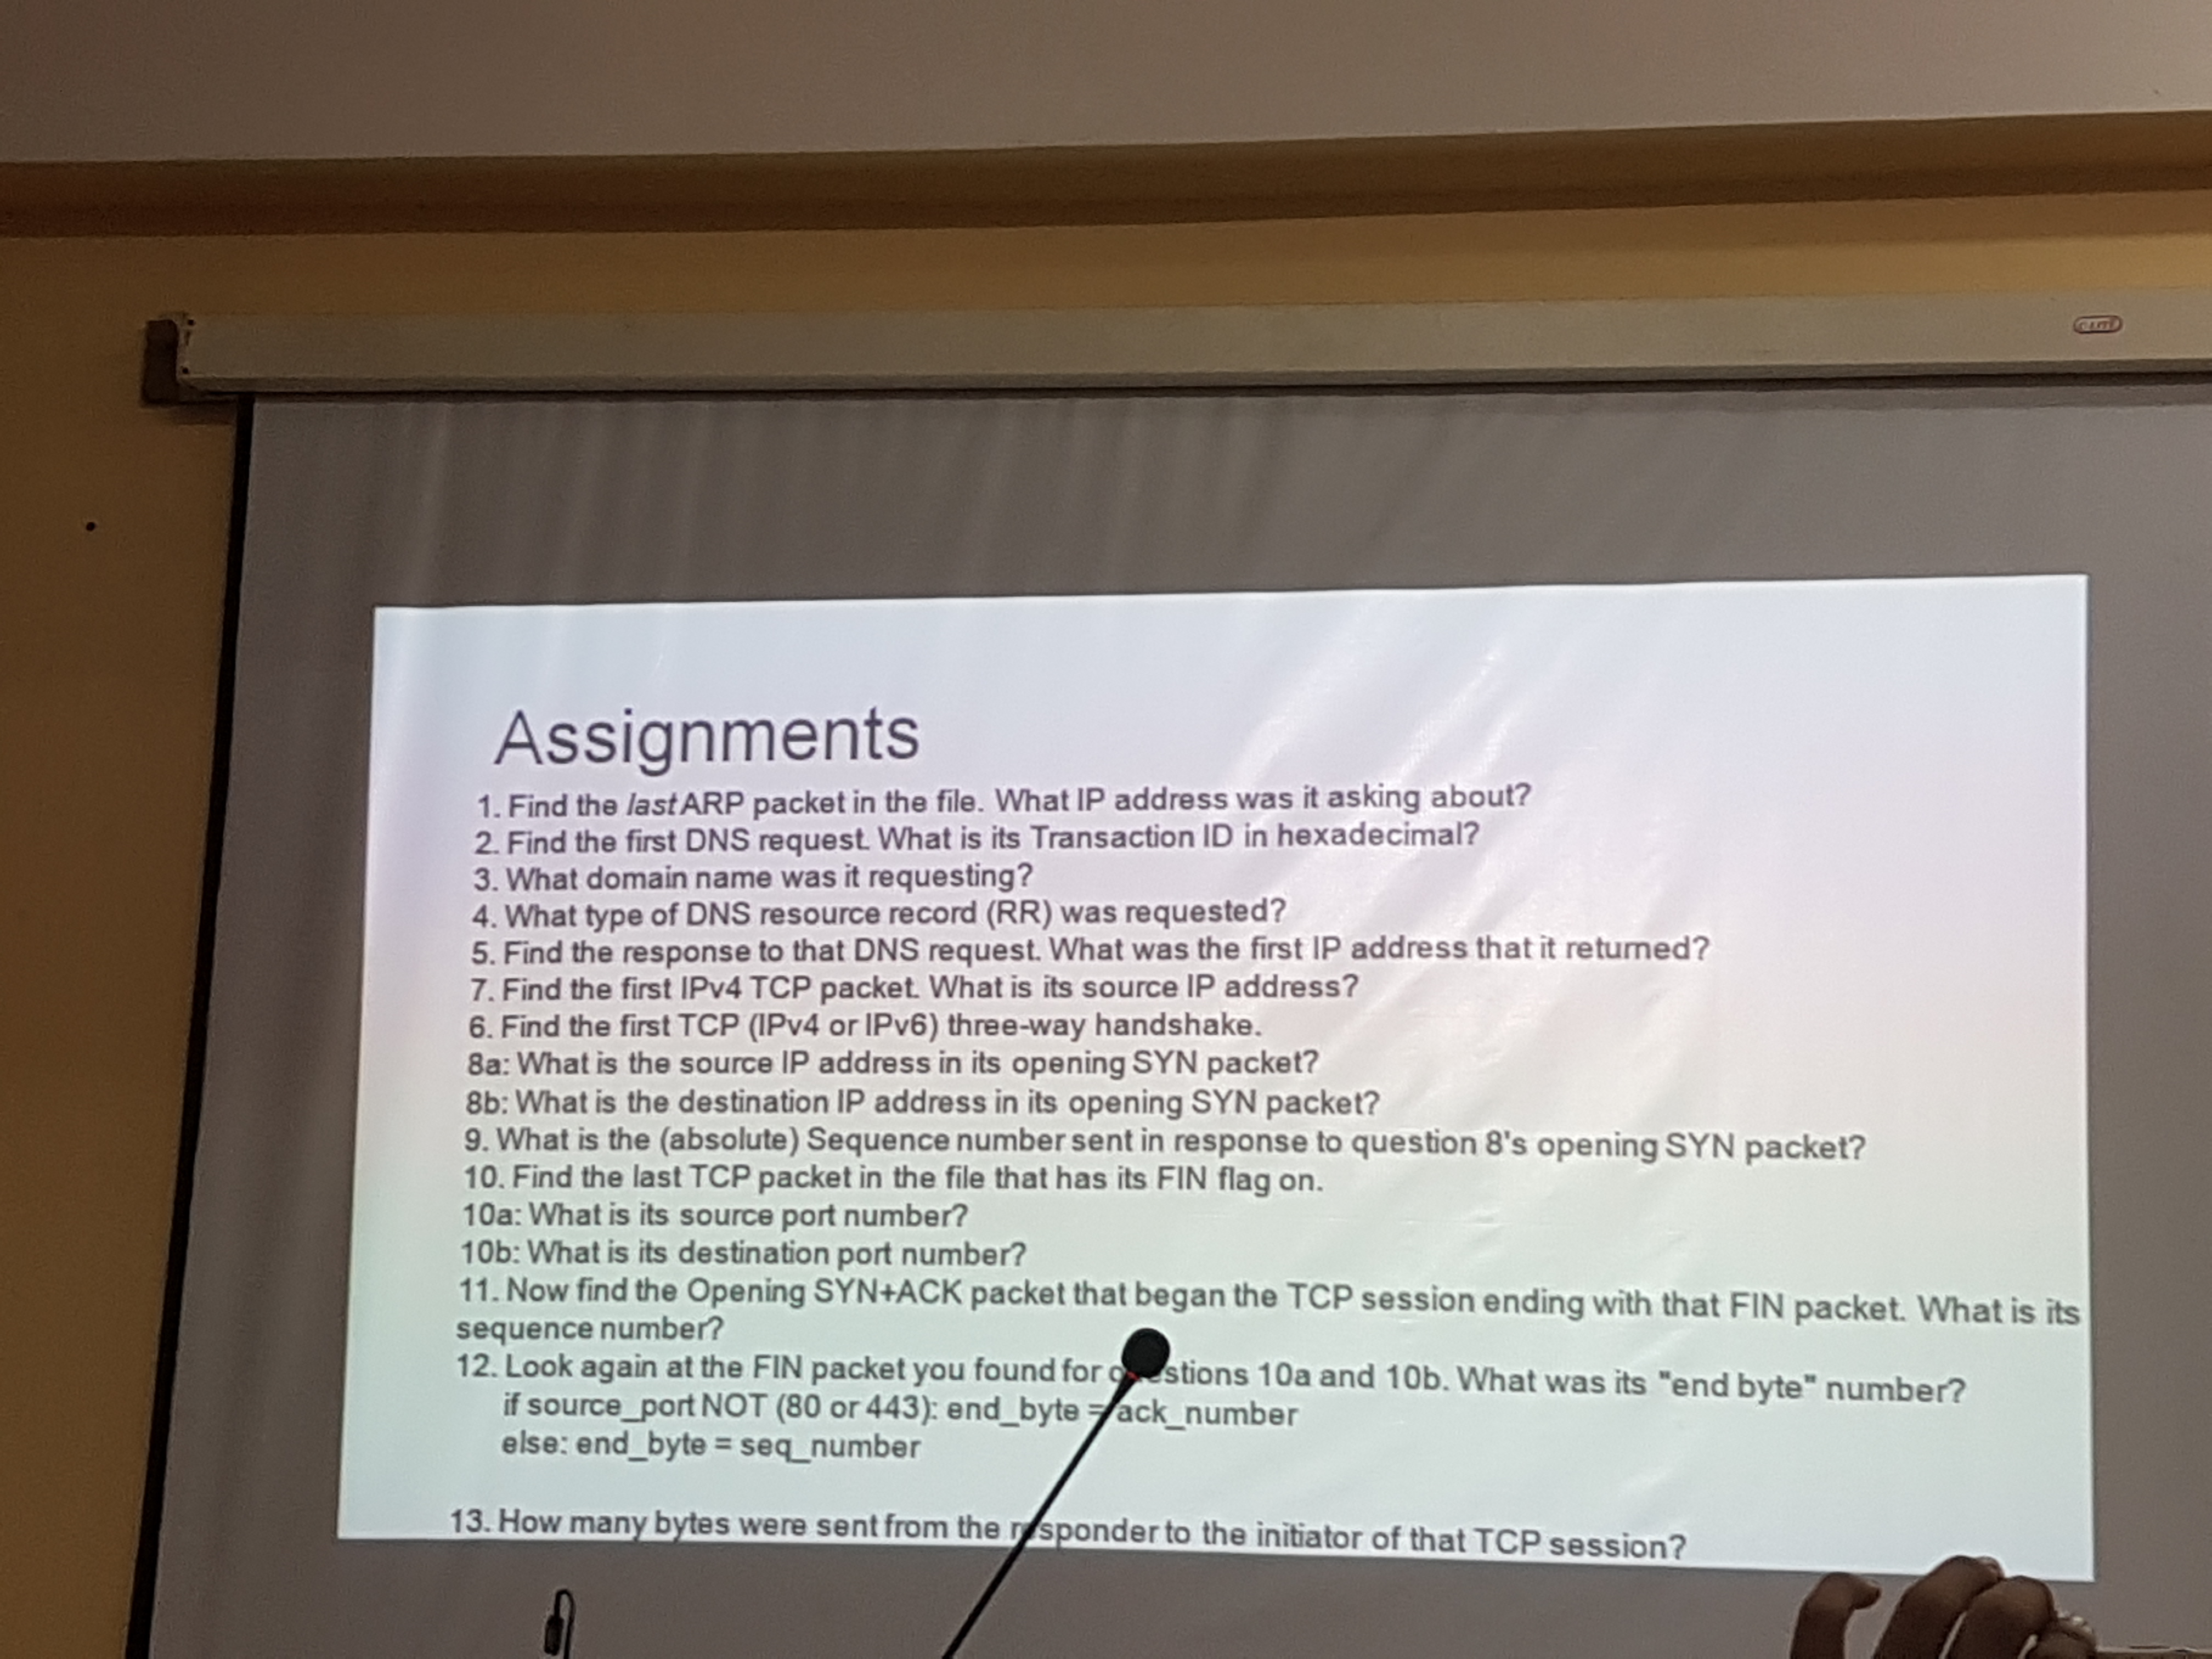 Assignments
1. Find the last ARP packet in the file. What IP address was it asking about?
2. Find the first DNS request. What is its Transaction ID in hexadecimal?
3. What domain name was it requesting?
4. What type of DNS resource record (RR) was requested?
5. Find the response to that DNS request. What was the first IP address that it returned?
7. Find the first IPv4 TCP packet. What is its source IP address?
6. Find the first TCP (IPv4 or IPv6) three-way handshake.
8a: What is the source IP address in its opening SYN packet?
8b: What is the destination IP address in its opening SYN packet?
9. What is the (absolute) Sequence number sent in response to question 8's opening SYN packet?
10. Find the last TCP packet in the file that has its FIN flag on.
10a: What is its source port number?
10b: What is its destination port number?
11. Now find the Opening SYN+ACK packet that began the TCP session ending with that FIN packet. What is its
sequence number?
12. Look again at the FIN packet you found for questions 10a and 10b. What was its "end byte" number?
if source_port NOT (80 or 443): end_byte = ack_number
else: end_byte = seq_number
13. How many bytes were sent from the responder to the initiator of that TCP session?